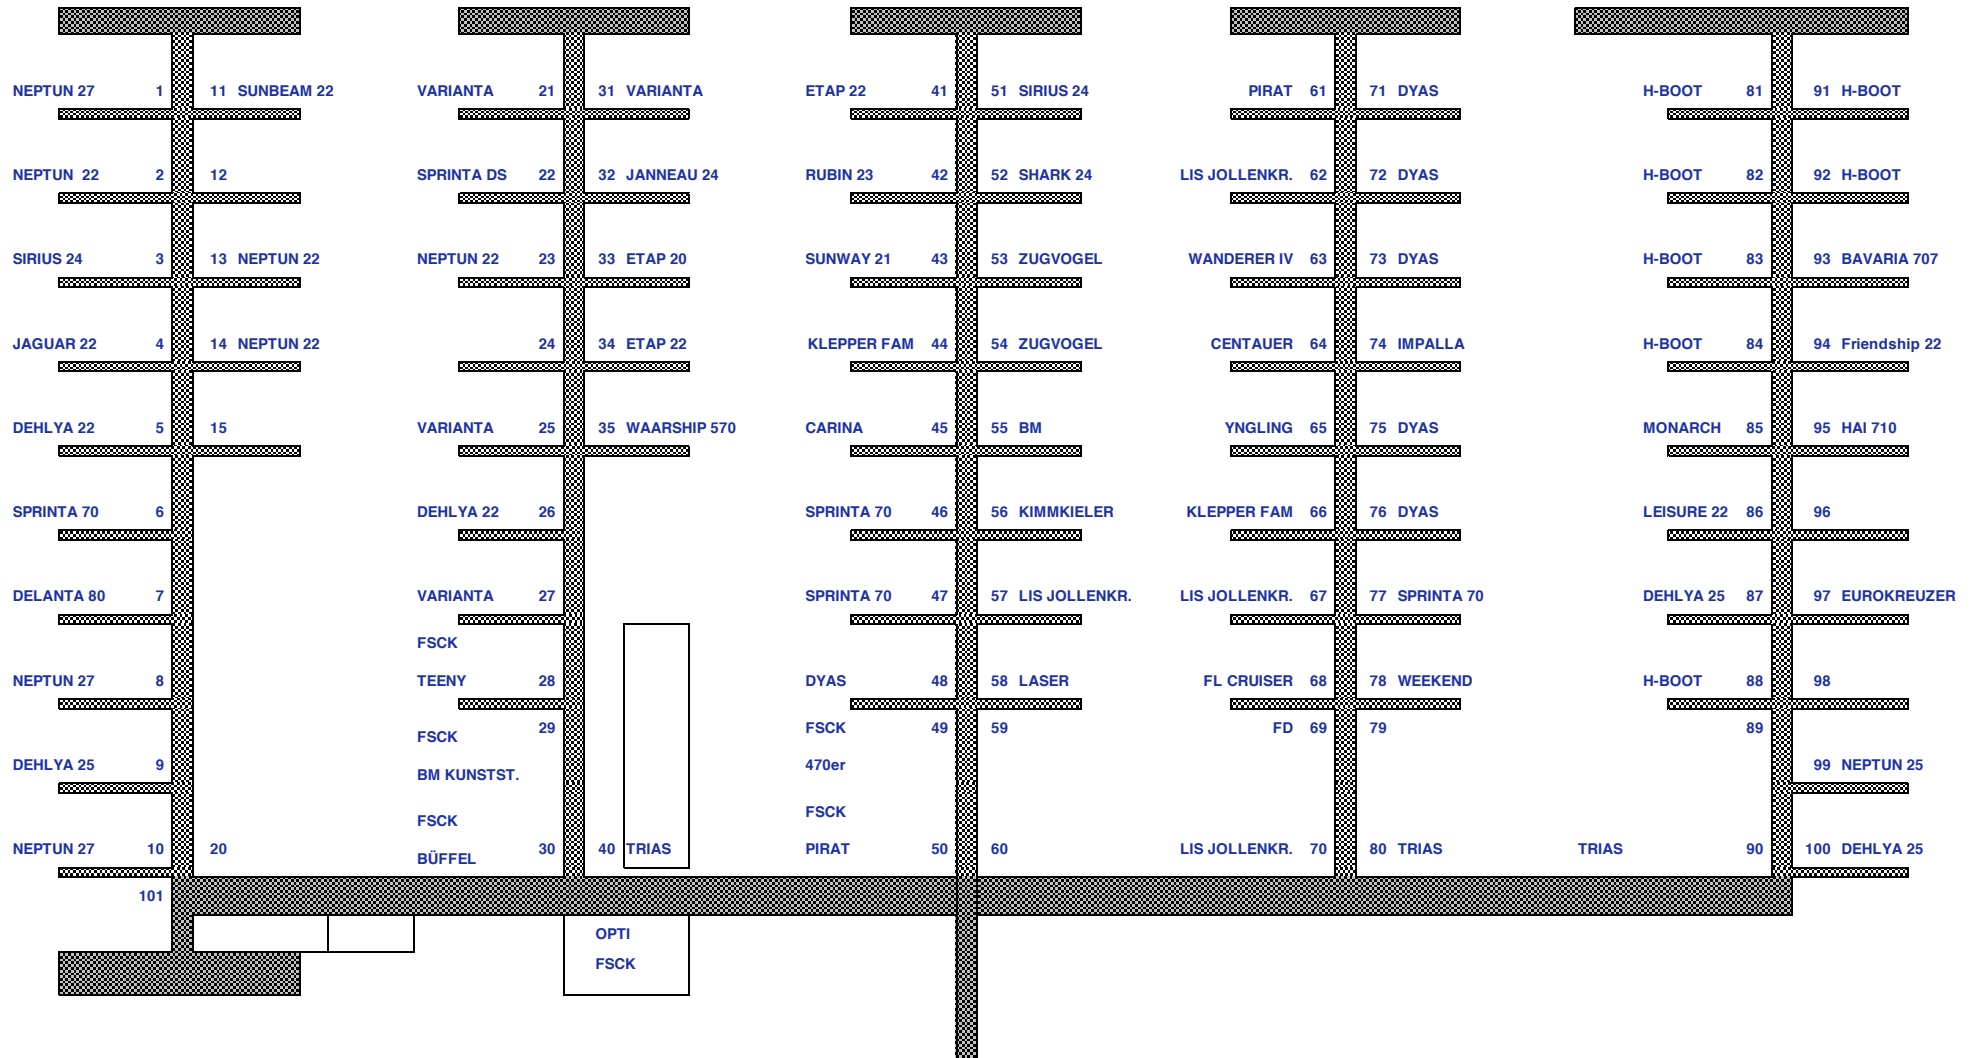 NEPTUN 27 1 11 SUNBEAM 22 VARIANTA 21 31 VARIANTA ETAP 22 41 51 SIRIUS 24 PIRAT 61 71 DYAS H-BOOT 81 91 H-BOOT
NEPTUN 22 2 12 SPRINTA DS 22 32 JANNEAU 24 RUBIN 23 42 52 SHARK 24 LIS JOLLENKR. 62 72 DYAS H-BOOT 82 92 H-BOOT
SIRIUS 24 3 13 NEPTUN 22 NEPTUN 22 23 33 ETAP 20 SUNWAY 21 43 53 ZUGVOGEL WANDERER IV 63 73 DYAS H-BOOT 83 93 BAVARIA 707
JAGUAR 22 4 14 NEPTUN 22 24 34 ETAP 22 KLEPPER FAM 44 54 ZUGVOGEL CENTAUER 64 74 IMPALLA H-BOOT 84 94 Friendship 22
DEHLYA 22 5 15 VARIANTA 25 35 WAARSHIP 570 CARINA 45 55 BM YNGLING 65 75 DYAS MONARCH 85 95 HAI 710
SPRINTA 70 6 DEHLYA 22 26 SPRINTA 70 46 56 KIMMKIELER KLEPPER FAM 66 76 DYAS LEISURE 22 86 96
DELANTA 80 7 VARIANTA 27 SPRINTA 70 47 57 LIS JOLLENKR. LIS JOLLENKR. 67 77 SPRINTA 70 DEHLYA 25 87 97 EUROKREUZER
FSCK
NEPTUN 27 8 TEENY 28 DYAS 48 58 LASER FL CRUISER 68 78 WEEKEND H-BOOT 88 98
FSCK 29 FSCK 49 59 FD 69 79 89
DEHLYA 25 9 BM KUNSTST. 470er 99 NEPTUN 25
FSCK FSCK
NEPTUN 27 10 20 BÜFFEL 30 40 TRIAS PIRAT 50 60 LIS JOLLENKR. 70 80 TRIAS TRIAS 90 100 DEHLYA 25
101
OPTI
FSCK